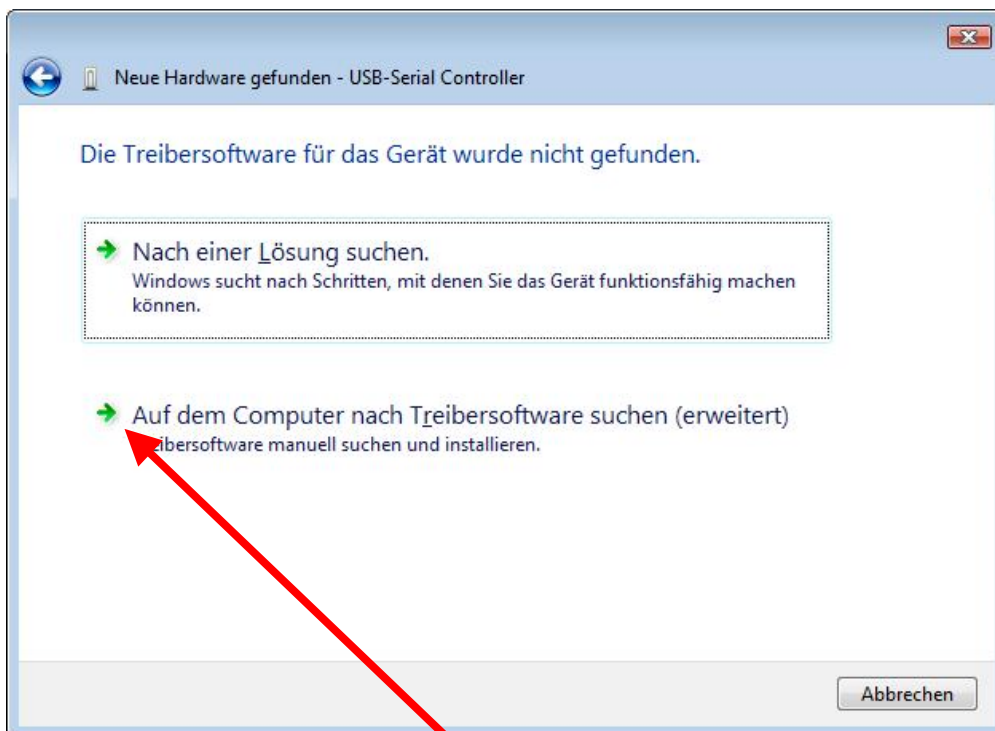 Neue Hardware gefunden - USB-Serial Controller
Die Treibersoftware für das Gerät wurde nicht gefunden.
Nach einer Lösung suchen.
Windows sucht nach Schritten, mit denen Sie das Gerät funktionsfähig machen
können.
Auf dem Computer nach Treibersoftware suchen (erweitert)
eibersoftware manuell suchen und installieren.
Abbrechen